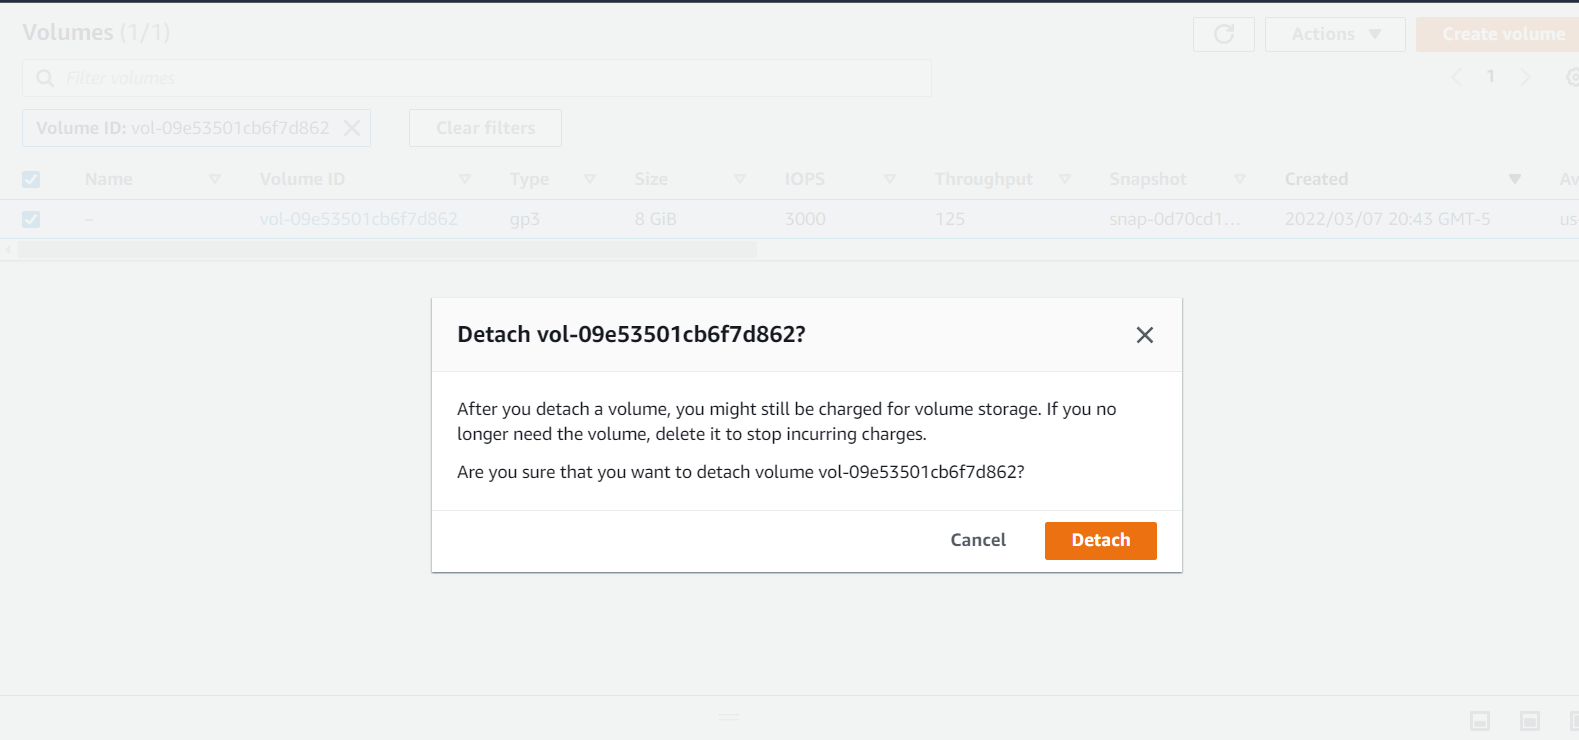 Volumes (1/1)
Actions
Create volume
Filter volumes
1
Volume ID: vol-09e53501cb6f7d862
Clear filters
Name Volume ID Type Size IOPS Throughput Snapshot Created Av
– vol-09e53501cb6f7d862 gp3 8 GiB 3000 125 snap-0d70cd1... 2022/03/07 20:43 GMT-5 us
Detach vol-09e53501cb6f7d862?
After you detach a volume, you might still be charged for volume storage. If you no
longer need the volume, delete it to stop incurring charges.
Are you sure that you want to detach volume vol-09e53501cb6f7d862?
Cancel
Detach